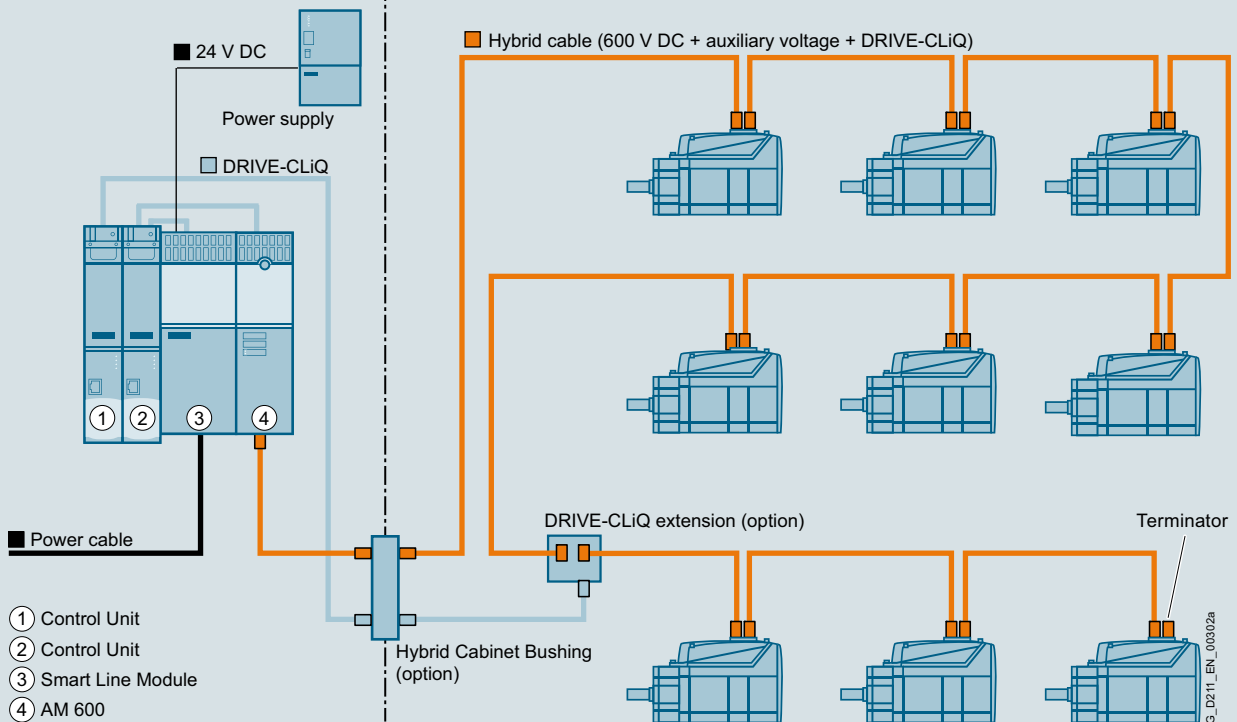 24 V DC
Power supply
DRIVE-CLiQ
Hybrid cable (600 V DC + auxiliary voltage + DRIVE-CLiQ)
1
2
3
4
Power cable
DRIVE-CLiQ extension (option)
Terminator
Hybrid Cabinet Bushing
(option)
1 Control Unit
2 Control Unit
3 Smart Line Module
4 AM 600
G_D211_EN_00302a